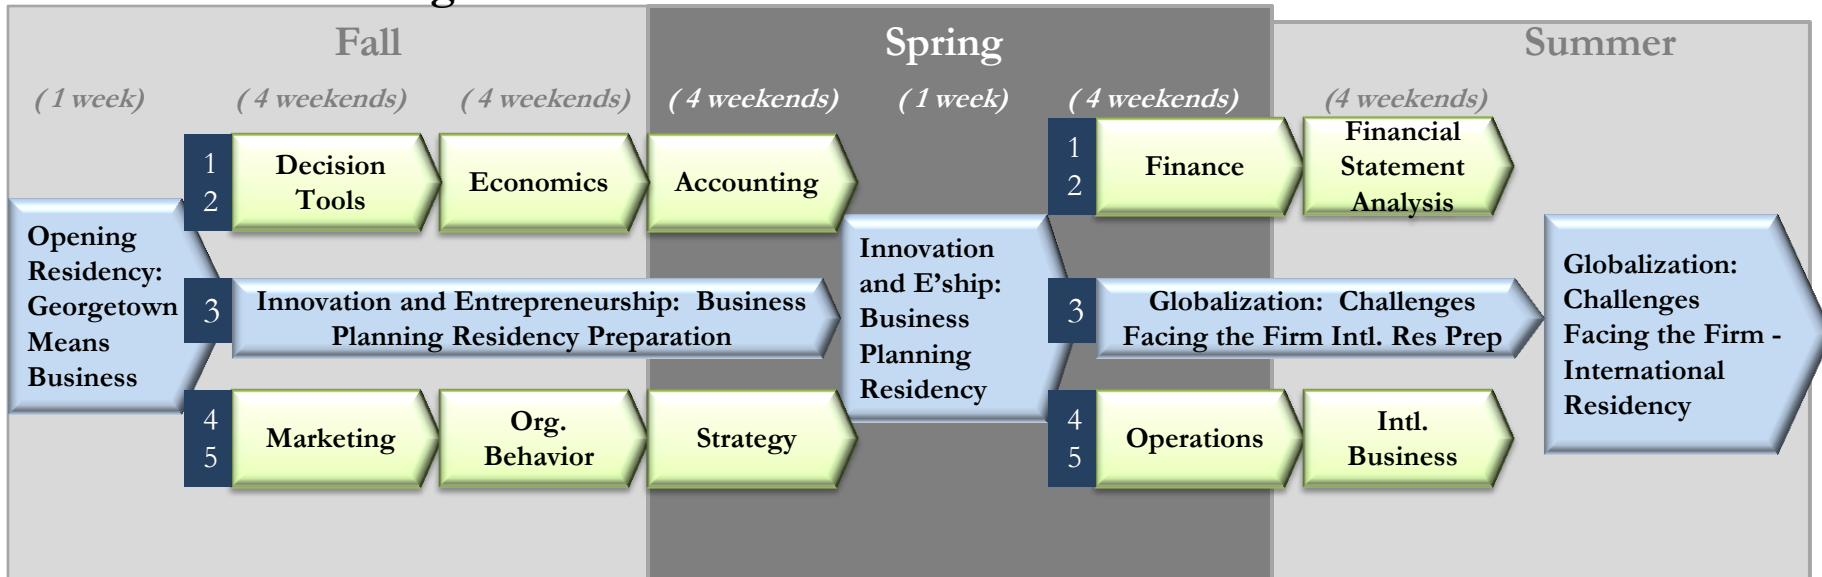 Fall
Spring
Summer
( 1 week)
( 4 weekends)
( 4 weekends)
( 4 weekends)
( 1 week)
( 4 weekends)
(4 weekends)
1
2
Decision
Tools
Economics
Accounting
1
2
Finance
Financial
Statement
Analysis
Opening
Residency:
Georgetown
Means
Business
3
Innovation and Entrepreneurship: Business
Planning Residency Preparation
Innovation
and E’ship:
Business
Planning
Residency
3
Globalization: Challenges
Facing the Firm Intl. Res Prep
Globalization:
Challenges
Facing the Firm -
International
Residency
4
5
Marketing
Org.
Behavior
Strategy
4
5
Operations
Intl.
Business